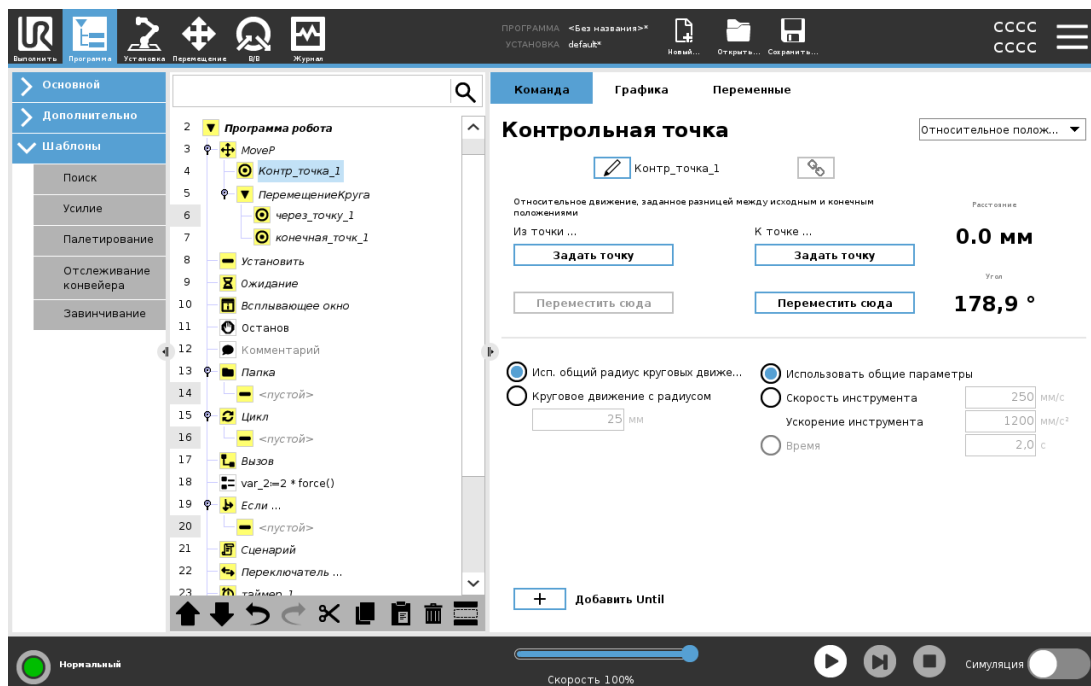 ПРОГРАММА <Без названия>*
УСТАНОВКА default*
Выполнить
Программа
Установка
Перемещение
В/В
Журнал
Новый...
Открыть...
Сохранить...
CCCC
CCCC
Основной
Дополнительно
Шаблоны
Поиск
Усилие
Палетирование
Отслеживание
конвейера
Завинчивание
2 Программа робота
3 MoveP
4 Контр_точка_1
5 ПеремещениеКруга
6 через_точку_1
7 конечная_точк_1
8 Установить
9 Ожидание
10 Всплывающее окно
11 Останов
12 Комментарий
13 Папка
14 <пустой>
15 Цикл
16 <пустой>
17 Вызов
18 var_2≔2 * force()
19 Если ...
20 <пустой>
21 Сценарий
22 Переключатель ...
23 таймер_1
Команда
Графика
Переменные
Контрольная точка
Относительное полож...
Контр_точка_1
Относительное движение, заданное разницей между исходным и конечным
положениями
Из точки ...
К точке ...
Задать точку
Задать точку
Переместить сюда
Переместить сюда
Расстояние
0.0 мм
Угол
178,9 °
Исп. общий радиус круговых движе...
Круговое движение с радиусом
25 мм
Использовать общие параметры
Скорость инструмента 250 мм/с
Ускорение инструмента 1200 мм/с²
Время 2,0 с
+ Добавить Until
Нормальный
Скорость 100%
Симуляция